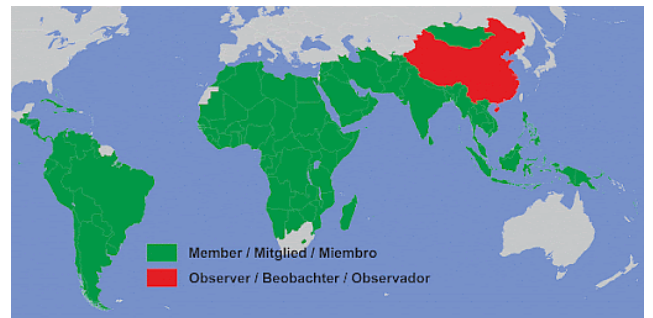 Member / Mitglied / Miembro
Observer / Beobachter / Observador